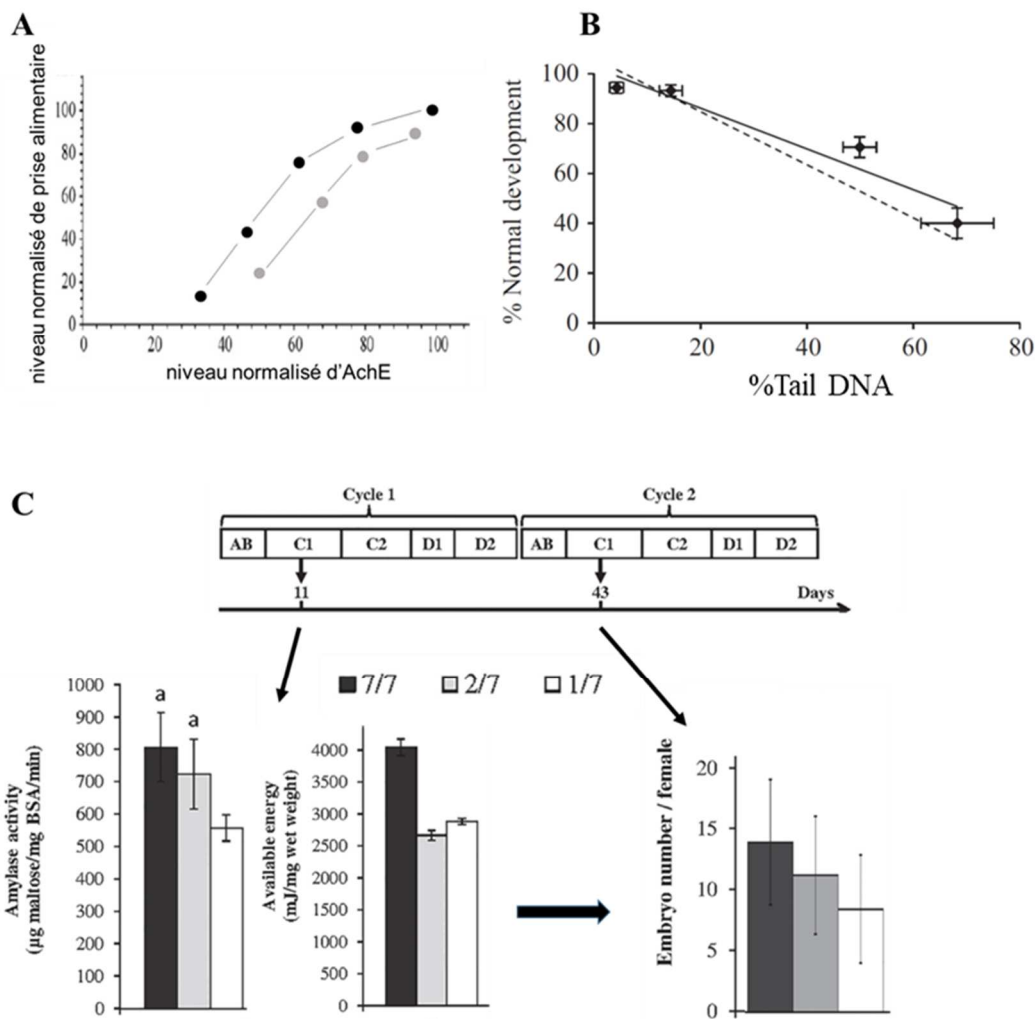 A
niveau normalisé de prise alimentaire
100
80
60
40
20
0
0 20 40 60 80 100
niveau normalisé d'AchE
B
% Normal development
100
80
60
40
20
0
0 20 40 60 80
%Tail DNA
C
Cycle 1 Cycle 2
AB C1 C2 D1 D2 AB C1 C2 D1 D2
11 43 Days
7/7 2/7 1/7
Amylase activity
(µg maltose/mg BSA/min)
1000
900
800
700
600
500
400
300
200
100
0
a
a
Available energy
(mJ/mg wet weight)
4000
3500
3000
2500
2000
1500
1000
500
0
Embryo number / female
20
15
10
5
0